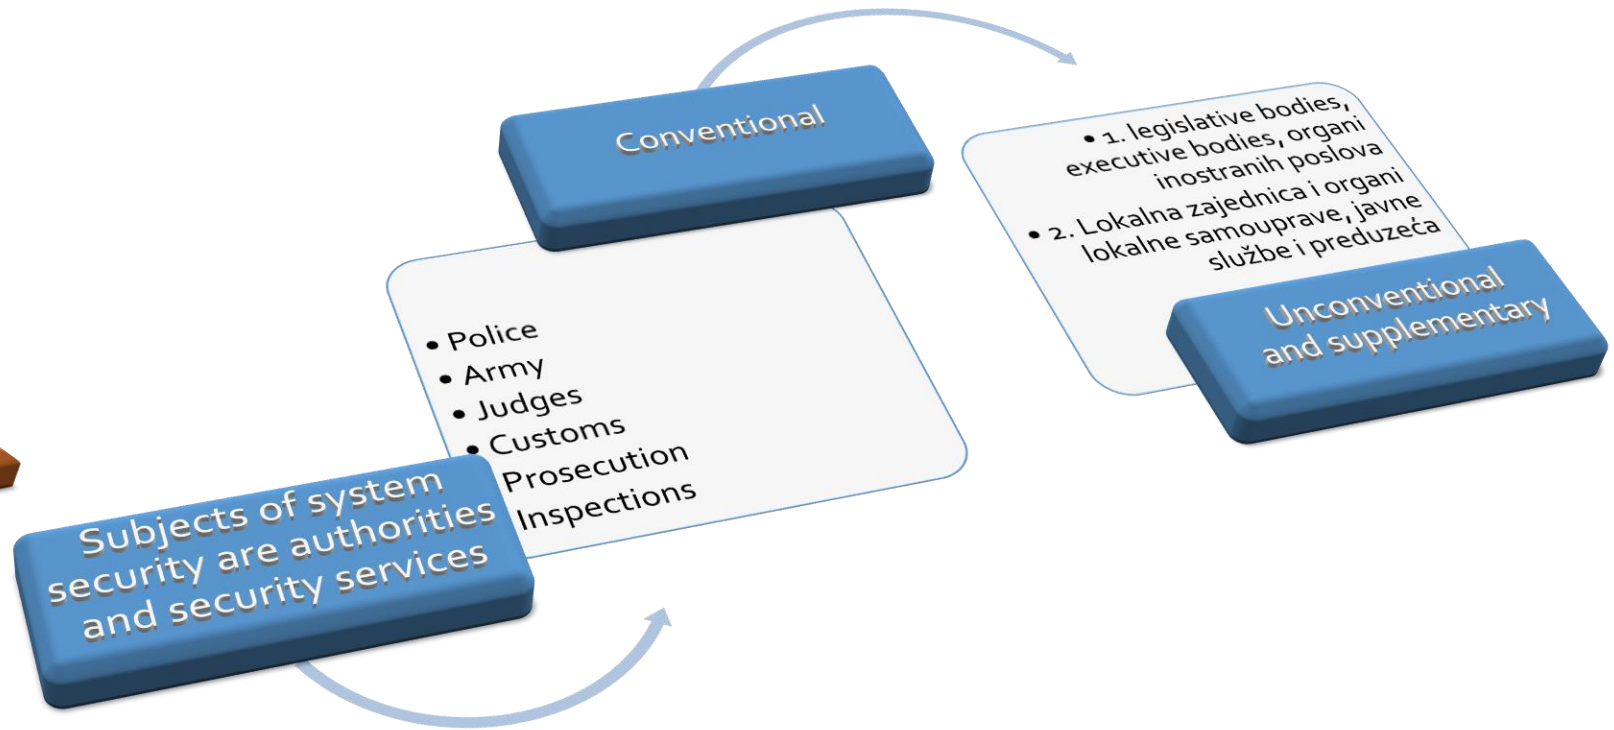 Subjects of system
security are authorities
and security services
Conventional
• Police
• Army
• Judges
• Customs
Prosecution
Inspections
• 1. legislative bodies,
executive bodies, organi
inostranih poslova
• 2. Lokalna zajednica i organi
lokalne samouprave, javne
službe i preduzeća
Unconventional
and supplementary